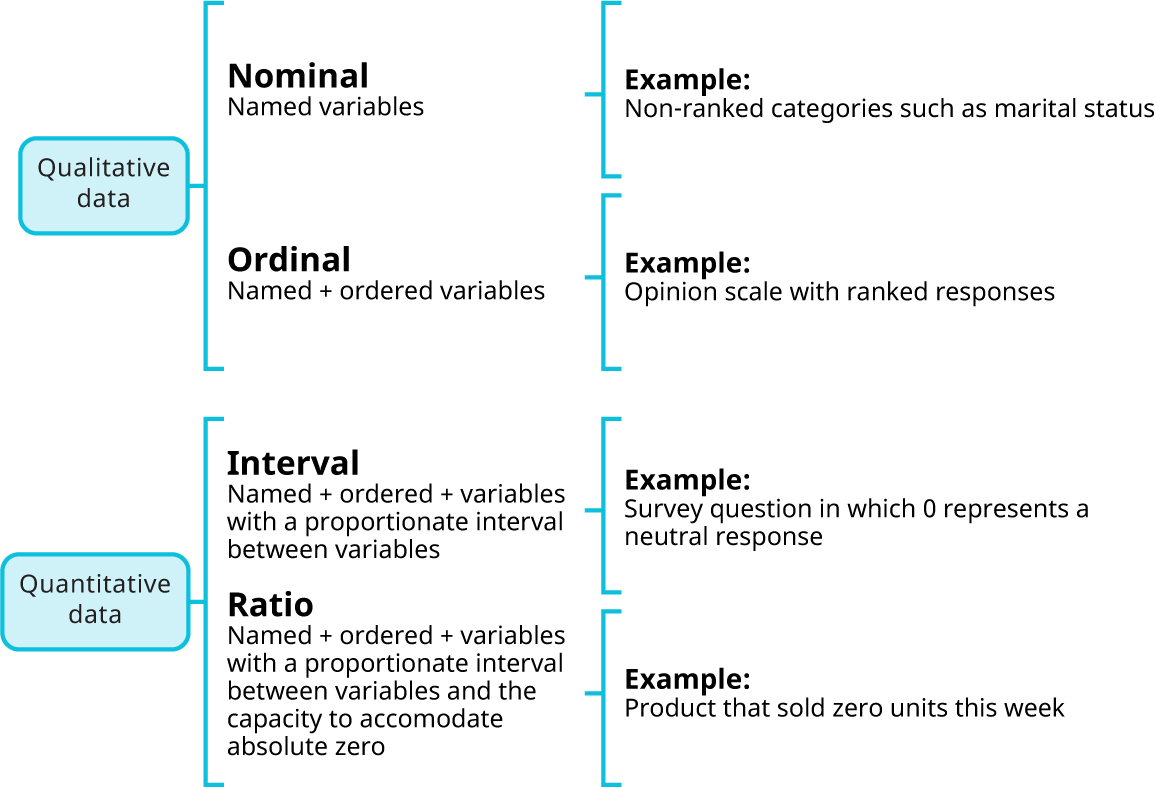 Qualitative
data
Nominal
Named variables
Example:
Non-ranked categories such as marital status
Ordinal
Named + ordered variables
Example:
Opinion scale with ranked responses
Quantitative
data
Interval
Named + ordered + variables
with a proportionate interval
between variables
Example:
Survey question in which 0 represents a
neutral response
Ratio
Named + ordered + variables
with a proportionate interval
between variables and the
capacity to accomodate
absolute zero
Example:
Product that sold zero units this week